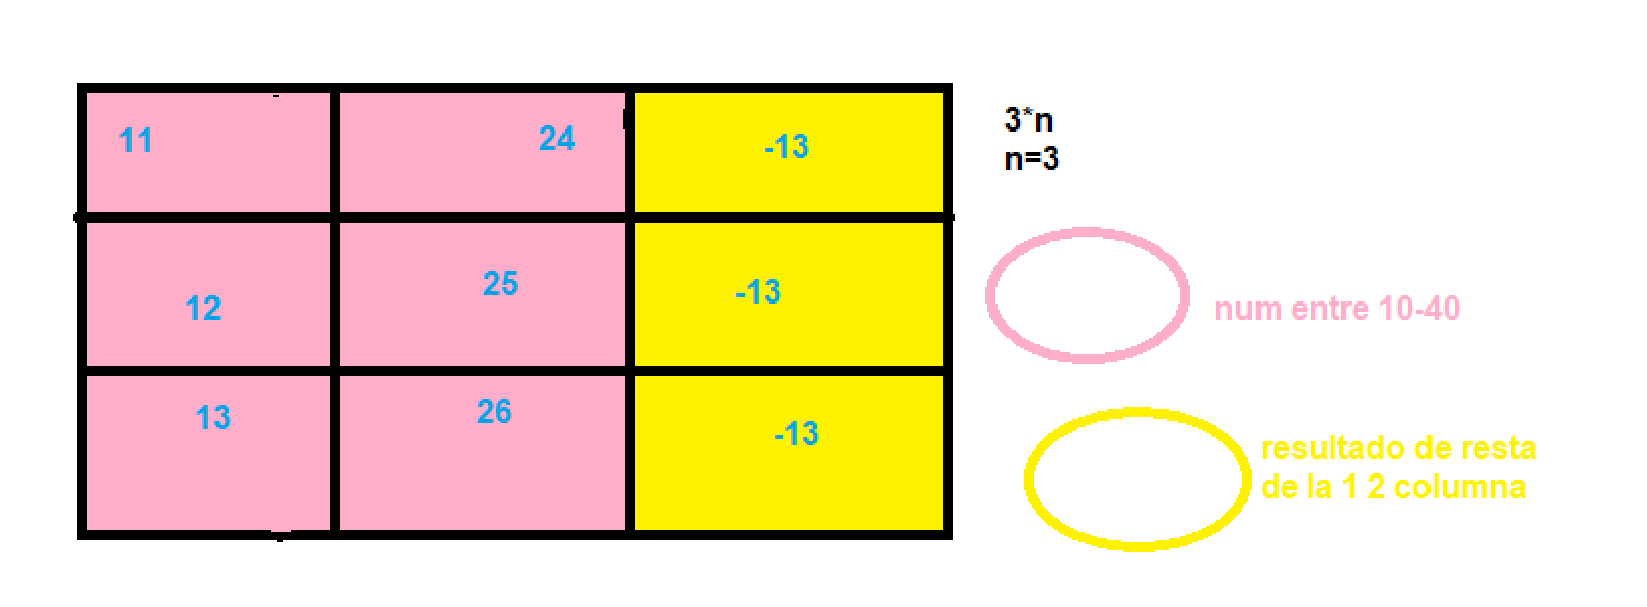 11 24 -13
12 25 -13
13 26 -13
3*n
n=3
num entre 10-40
resultado de resta
de la 1 2 columna